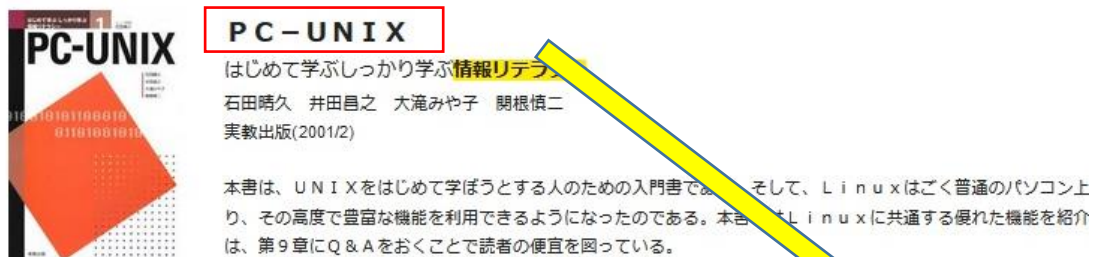 1
PC-UNIX
ＰＣ−ＵＮＩＸ
はじめて学ぶしっかり学ぶ情報リテラ
石田晴久 井田昌之 大滝みや子 関根慎二
実教出版(2001/2)
本書は、ＵＮＩＸをはじめて学ぼうとする人のための入門書であ そして、Ｌｉｎｕｘはごく普通のパソコン上
り、その高度で豊富な機能を利用できるようになったのである。本書 Ｌｉｎｕｘに共通する優れた機能を紹介
は、第９章にＱ＆Ａをおくことで読者の便宜を図っている。